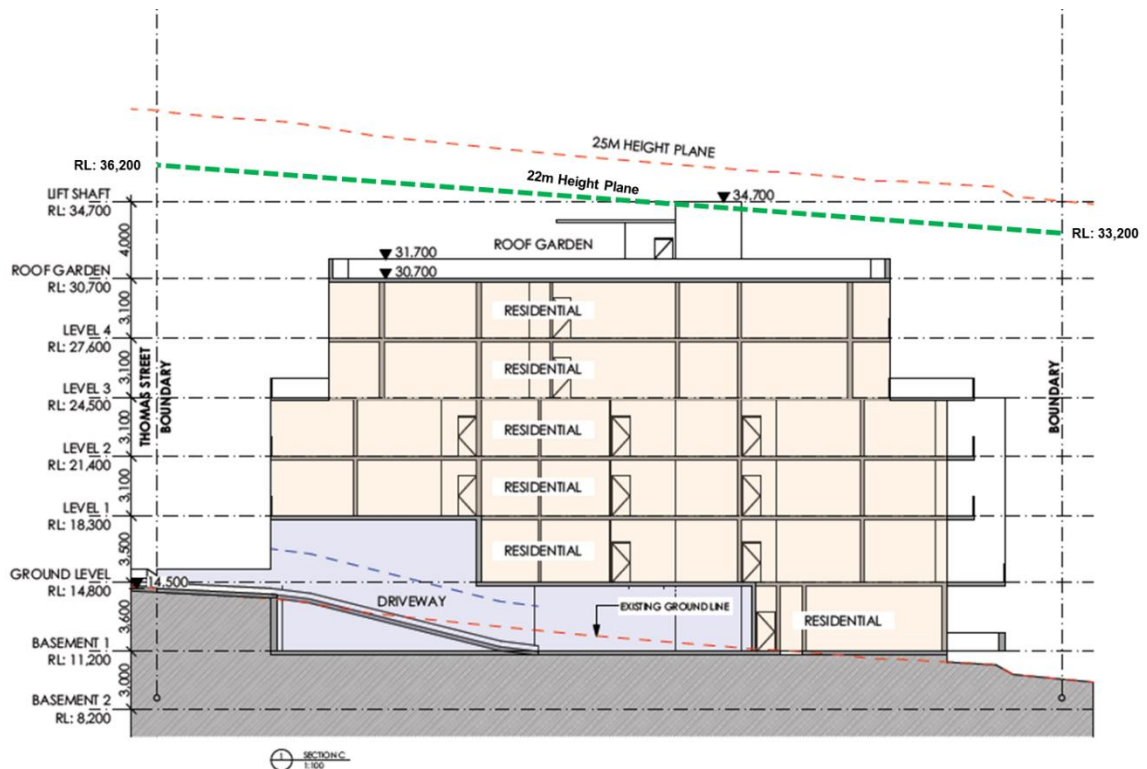 25M HEIGHT PLANE
RL: 36,200
22m Height Plane
LIFT SHAFT
RL: 34,700
34,700
RL: 33,200
4,000
ROOF GARDEN
31,700
ROOF GARDEN
RL: 30,700
30,700
3,100
RESIDENTIAL
LEVEL 4
RL: 27,600
3,100
RESIDENTIAL
LEVEL 3
RL: 24,500
THOMAS STREET
BOUNDARY
BOUNDARY
3,100
RESIDENTIAL
LEVEL 2
RL: 21,400
3,100
RESIDENTIAL
LEVEL 1
RL: 18,300
3,500
RESIDENTIAL
GROUND LEVEL
RL: 14,800
14,500
DRIVEWAY
EXISTING GROUND LINE
3,600
RESIDENTIAL
BASEMENT 1
RL: 11,200
3,000
BASEMENT 2
RL: 8,200
1
SECTION C
1:100